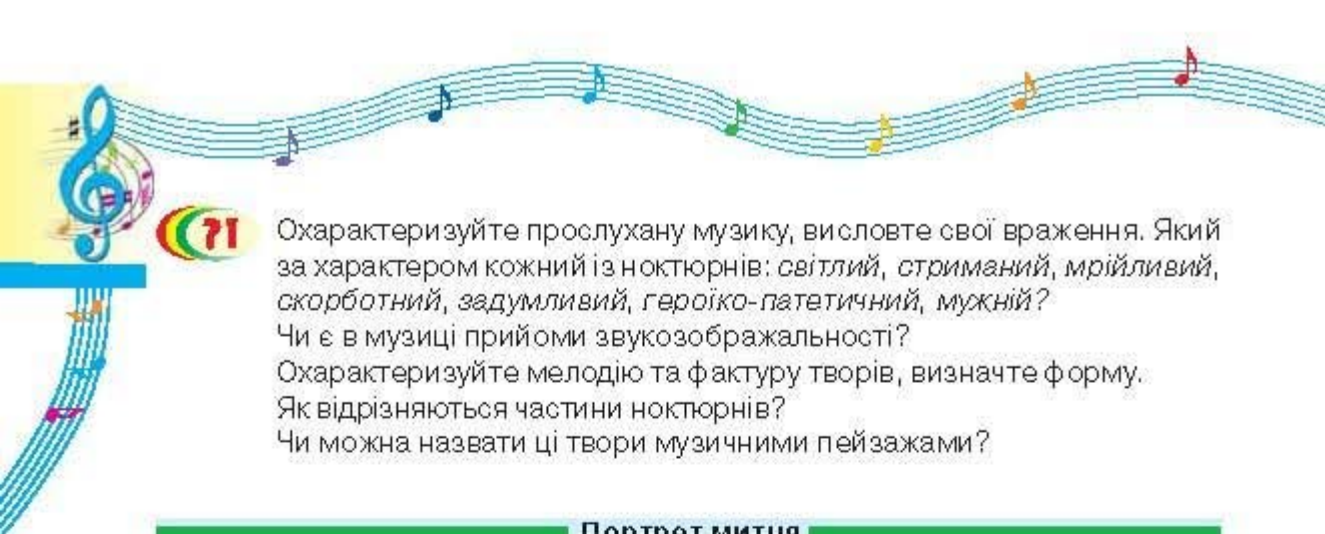 ?!
Охарактеризуйте прослухану музику, висловте свої враження. Який
за характером кожний із ноктюрнів: світлий, стриманий, мрійливий,
скорботний, задумливий, героїко-патетичний, мужній?
Чи є в музиці прийоми звукозображальності?
Охарактеризуйте мелодію та фактуру творів, визначте форму.
Як відрізняються частини ноктюрнів?
Чи можна назвати ці твори музичними пейзажами?
Портрет митця